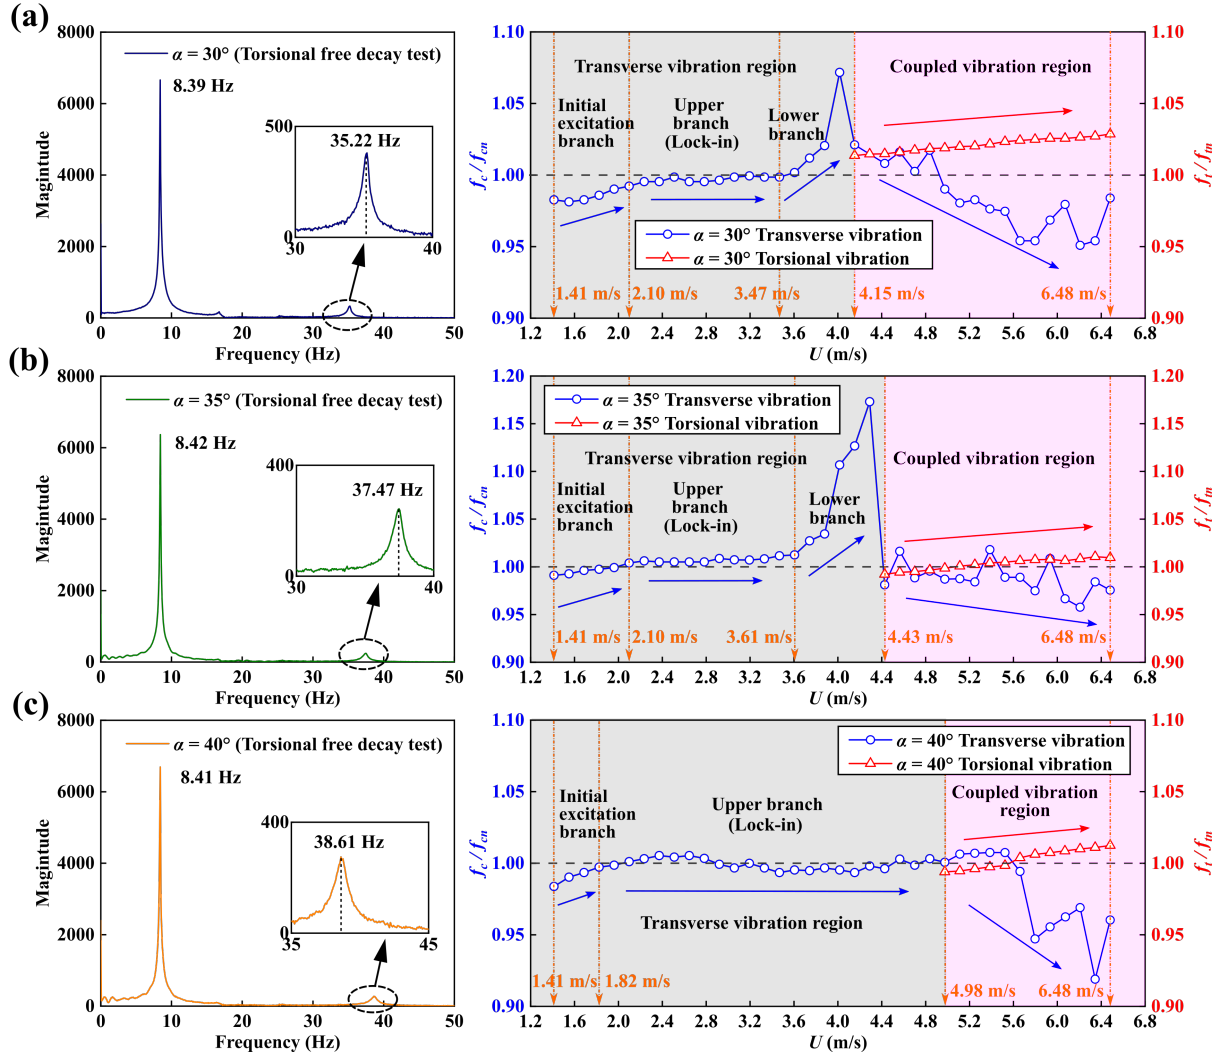 (a)
8000
6000
4000
2000
0
Magintude
α = 30° (Torsional free decay test)
8.39 Hz
500
35.22 Hz
0
30
40
0
10
20
30
40
50
Frequency (Hz)
1.10
1.05
1.00
0.95
0.90
f_c / f_cn
Transverse vibration region
Coupled vibration region
Initial
excitation
branch
Upper
branch
(Lock-in)
Lower
branch
α = 30° Transverse vibration
α = 30° Torsional vibration
1.41 m/s
2.10 m/s
3.47 m/s
4.15 m/s
6.48 m/s
1.2 1.6 2.0 2.4 2.8 3.2 3.6 4.0 4.4 4.8 5.2 5.6 6.0 6.4 6.8
U (m/s)
1.10
1.05
1.00
0.95
0.90
f_t / f_tn
(b)
8000
6000
4000
2000
0
Magintude
α = 35° (Torsional free decay test)
8.42 Hz
400
37.47 Hz
0
30
40
0
10
20
30
40
50
Frequency (Hz)
1.20
1.15
1.10
1.05
1.00
0.95
0.90
f_c / f_cn
α = 35° Transverse vibration
α = 35° Torsional vibration
Transverse vibration region
Coupled vibration region
Initial
excitation
branch
Upper
branch
(Lock-in)
Lower
branch
1.41 m/s
2.10 m/s
3.61 m/s
4.43 m/s
6.48 m/s
1.2 1.6 2.0 2.4 2.8 3.2 3.6 4.0 4.4 4.8 5.2 5.6 6.0 6.4 6.8
U (m/s)
1.20
1.15
1.10
1.05
1.00
0.95
0.90
f_t / f_tn
(c)
8000
6000
4000
2000
0
Magintude
α = 40° (Torsional free decay test)
8.41 Hz
400
38.61 Hz
0
35
45
0
10
20
30
40
50
Frequency (Hz)
1.10
1.05
1.00
0.95
0.90
f_c / f_cn
α = 40° Transverse vibration
α = 40° Torsional vibration
Initial
excitation
branch
Upper branch
(Lock-in)
Coupled vibration
region
Transverse vibration region
1.41 m/s
1.82 m/s
4.98 m/s
6.48 m/s
1.2 1.6 2.0 2.4 2.8 3.2 3.6 4.0 4.4 4.8 5.2 5.6 6.0 6.4 6.8
U (m/s)
1.10
1.05
1.00
0.95
0.90
f_t / f_tn